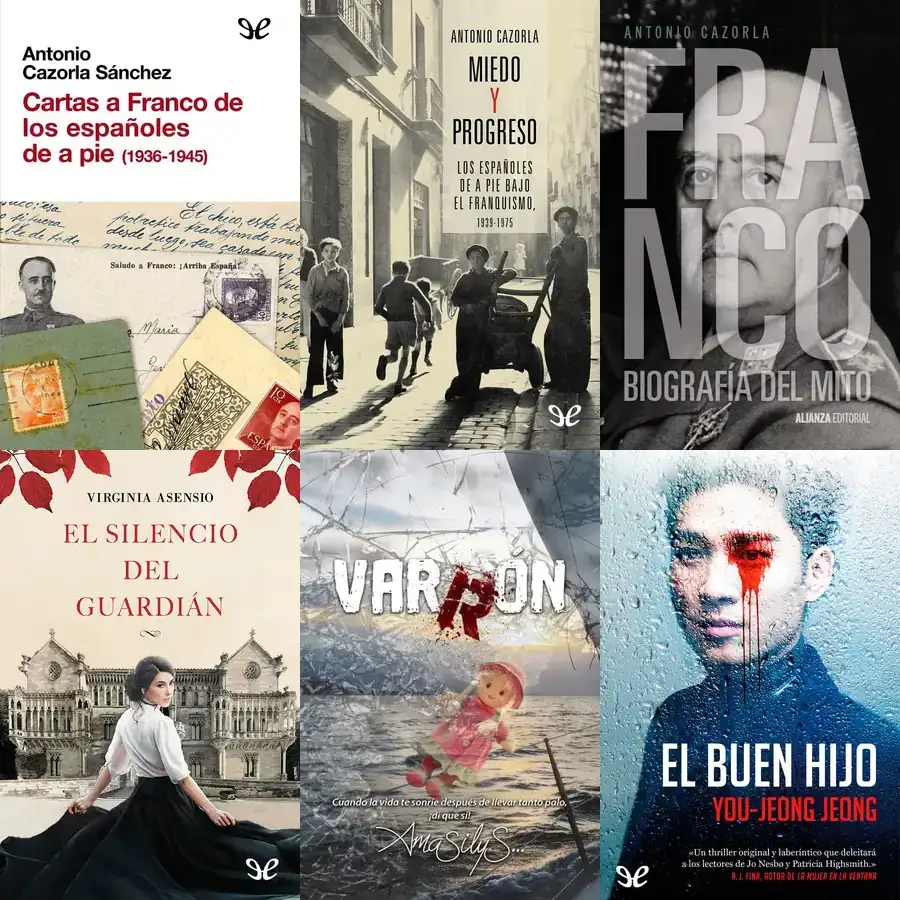 Antonio
Cazorla Sánchez
Cartas a Franco de
los españoles
de a pie (1936-1945)
Saludo a Franco: ¡Arriba España!
María
ANTONIO CAZORLA
MIEDO
Y
PROGRESO
LOS ESPAÑOLES
DE A PIE BAJO
EL FRANQUISMO,
1939-1975
ANTONIO CAZORLA
FRA
NCO
BIOGRAFÍA DEL MITO
ALIANZA EDITORIAL
VIRGINIA ASENSIO
EL SILENCIO
DEL
GUARDIÁN
VARRÓN
Cuando la vida te sonríe después de llevar tanto palo,
¡di que sí!
AmaSilyS...
EL BUEN HIJO
YOU-JEONG JEONG
«Un thriller original y laberíntico que deleitará
a los lectores de Jo Nesbø y Patricia Highsmith.»
A. J. FINN, AUTOR DE LA MUJER EN LA VENTANA